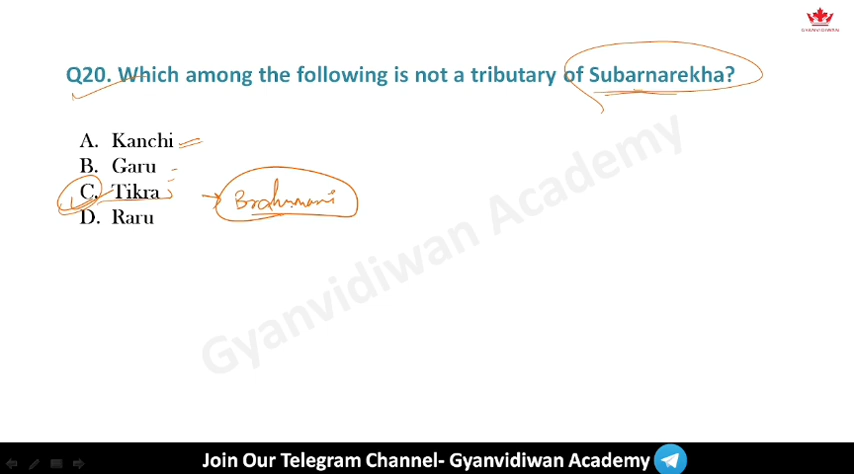 GYANVIDIWAN
Q20. Which among the following is not a tributary of Subarnarekha?
A. Kanchi
B. Garu
C. Tikra
Brahmani
D. Raru
Gyanvidiwan Academy
Join Our Telegram Channel- Gyanvidiwan Academy